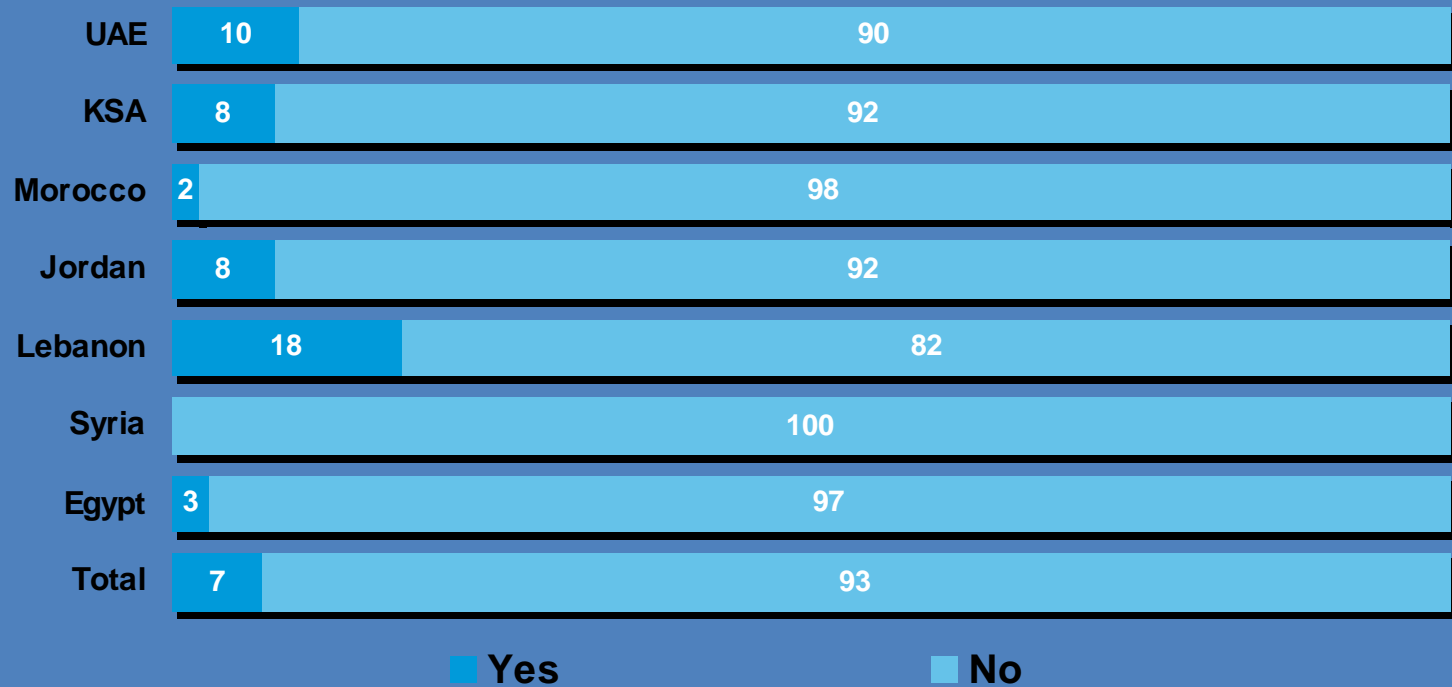 UAE 10 90
KSA 8 92
Morocco 2 98
Jordan 8 92
Lebanon 18 82
Syria 100
Egypt 3 97
Total 7 93
Yes No